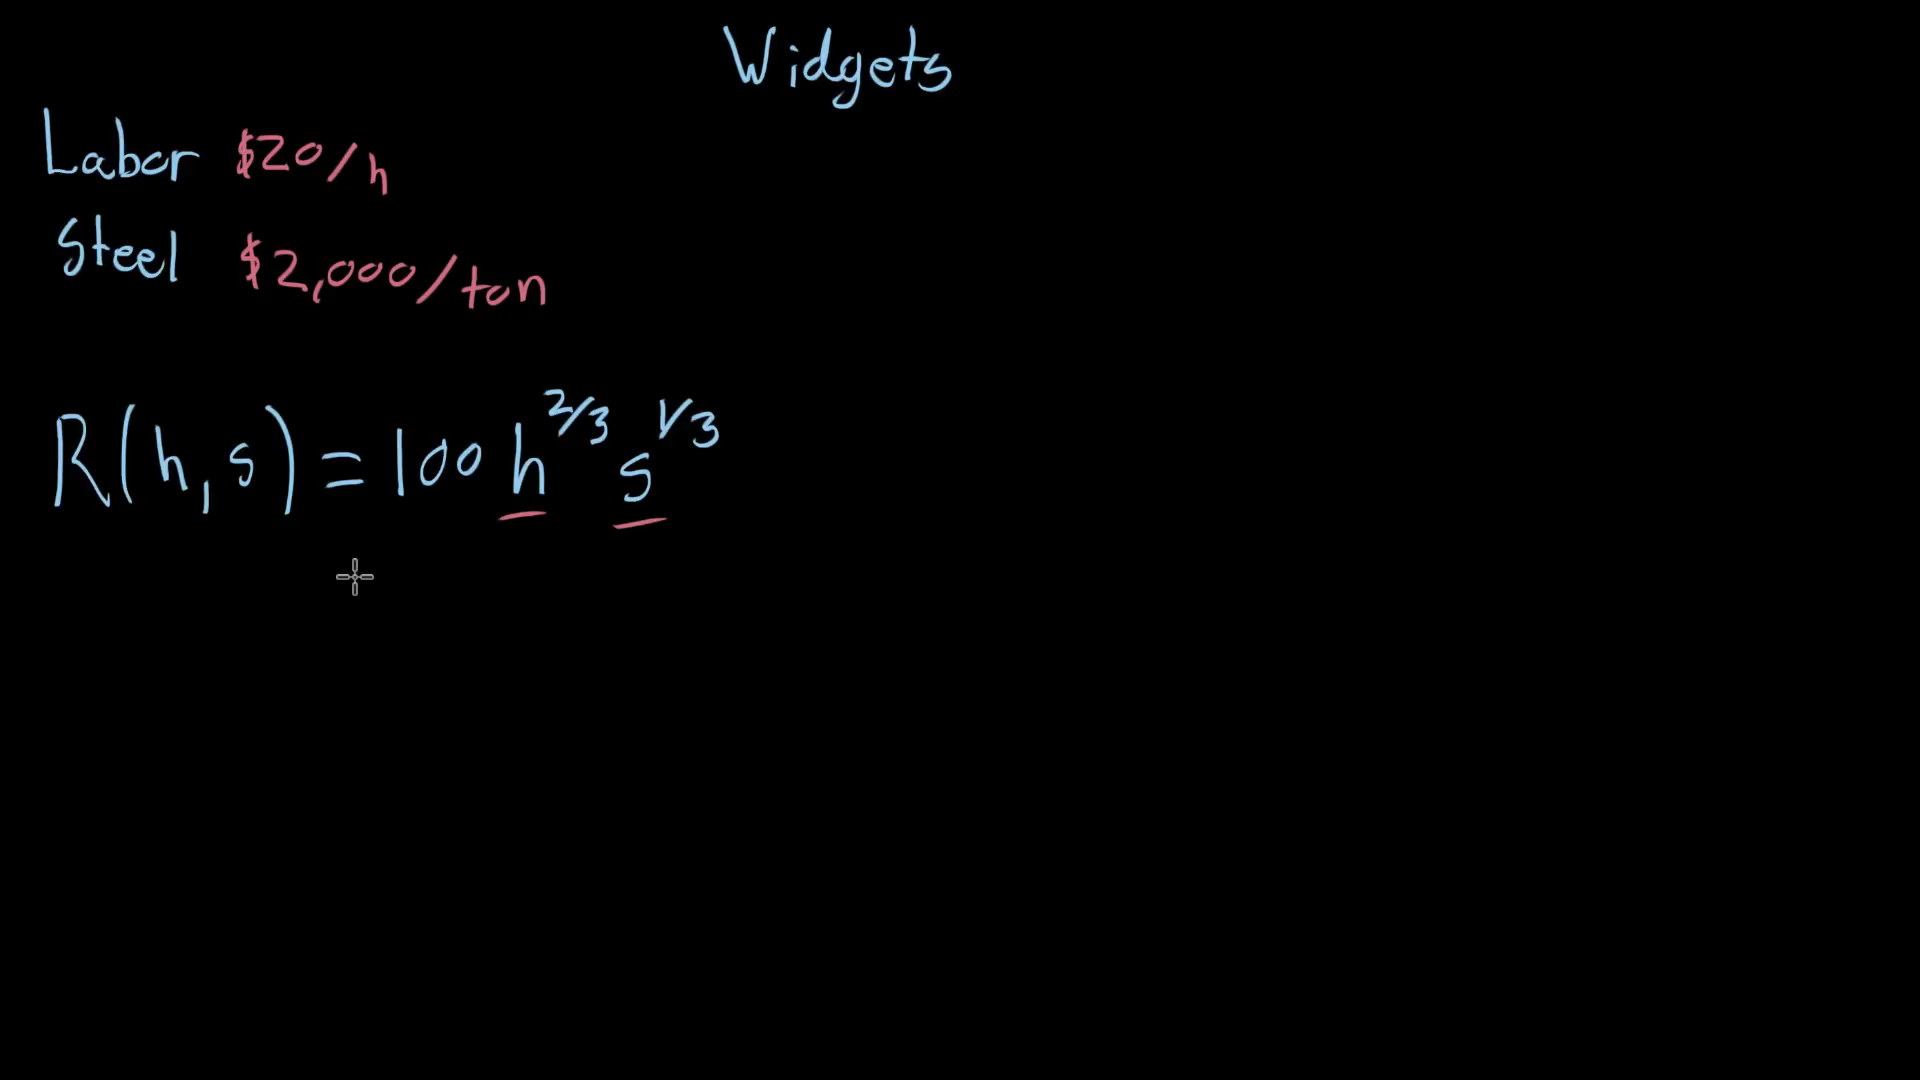 Widgets
Labor $20/h
Steel $2,000/ton
R(h,s) = 100 h^2/3 s^1/3